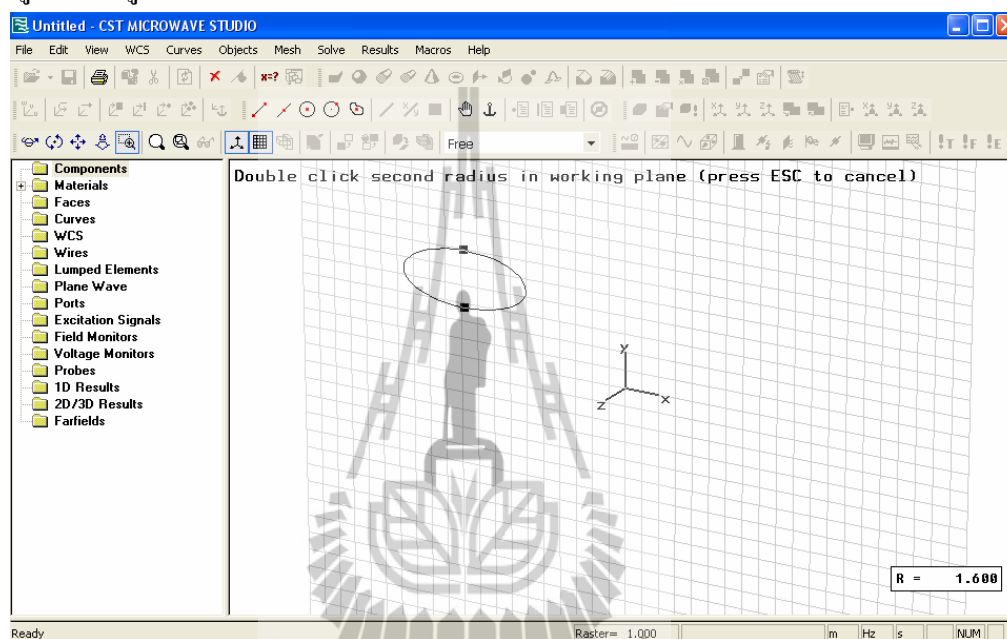 Untitled - CST MICROWAVE STUDIO
File Edit View WCS Curves Objects Mesh Solve Results Macros Help
Free
Components
Materials
Faces
Curves
WCS
Wires
Lumped Elements
Plane Wave
Ports
Excitation Signals
Field Monitors
Voltage Monitors
Probes
1D Results
2D/3D Results
Farfields
Double click second radius in working plane (press ESC to cancel)
y
z x
R = 1.600
Ready Raster= 1.000 m Hz s NUM